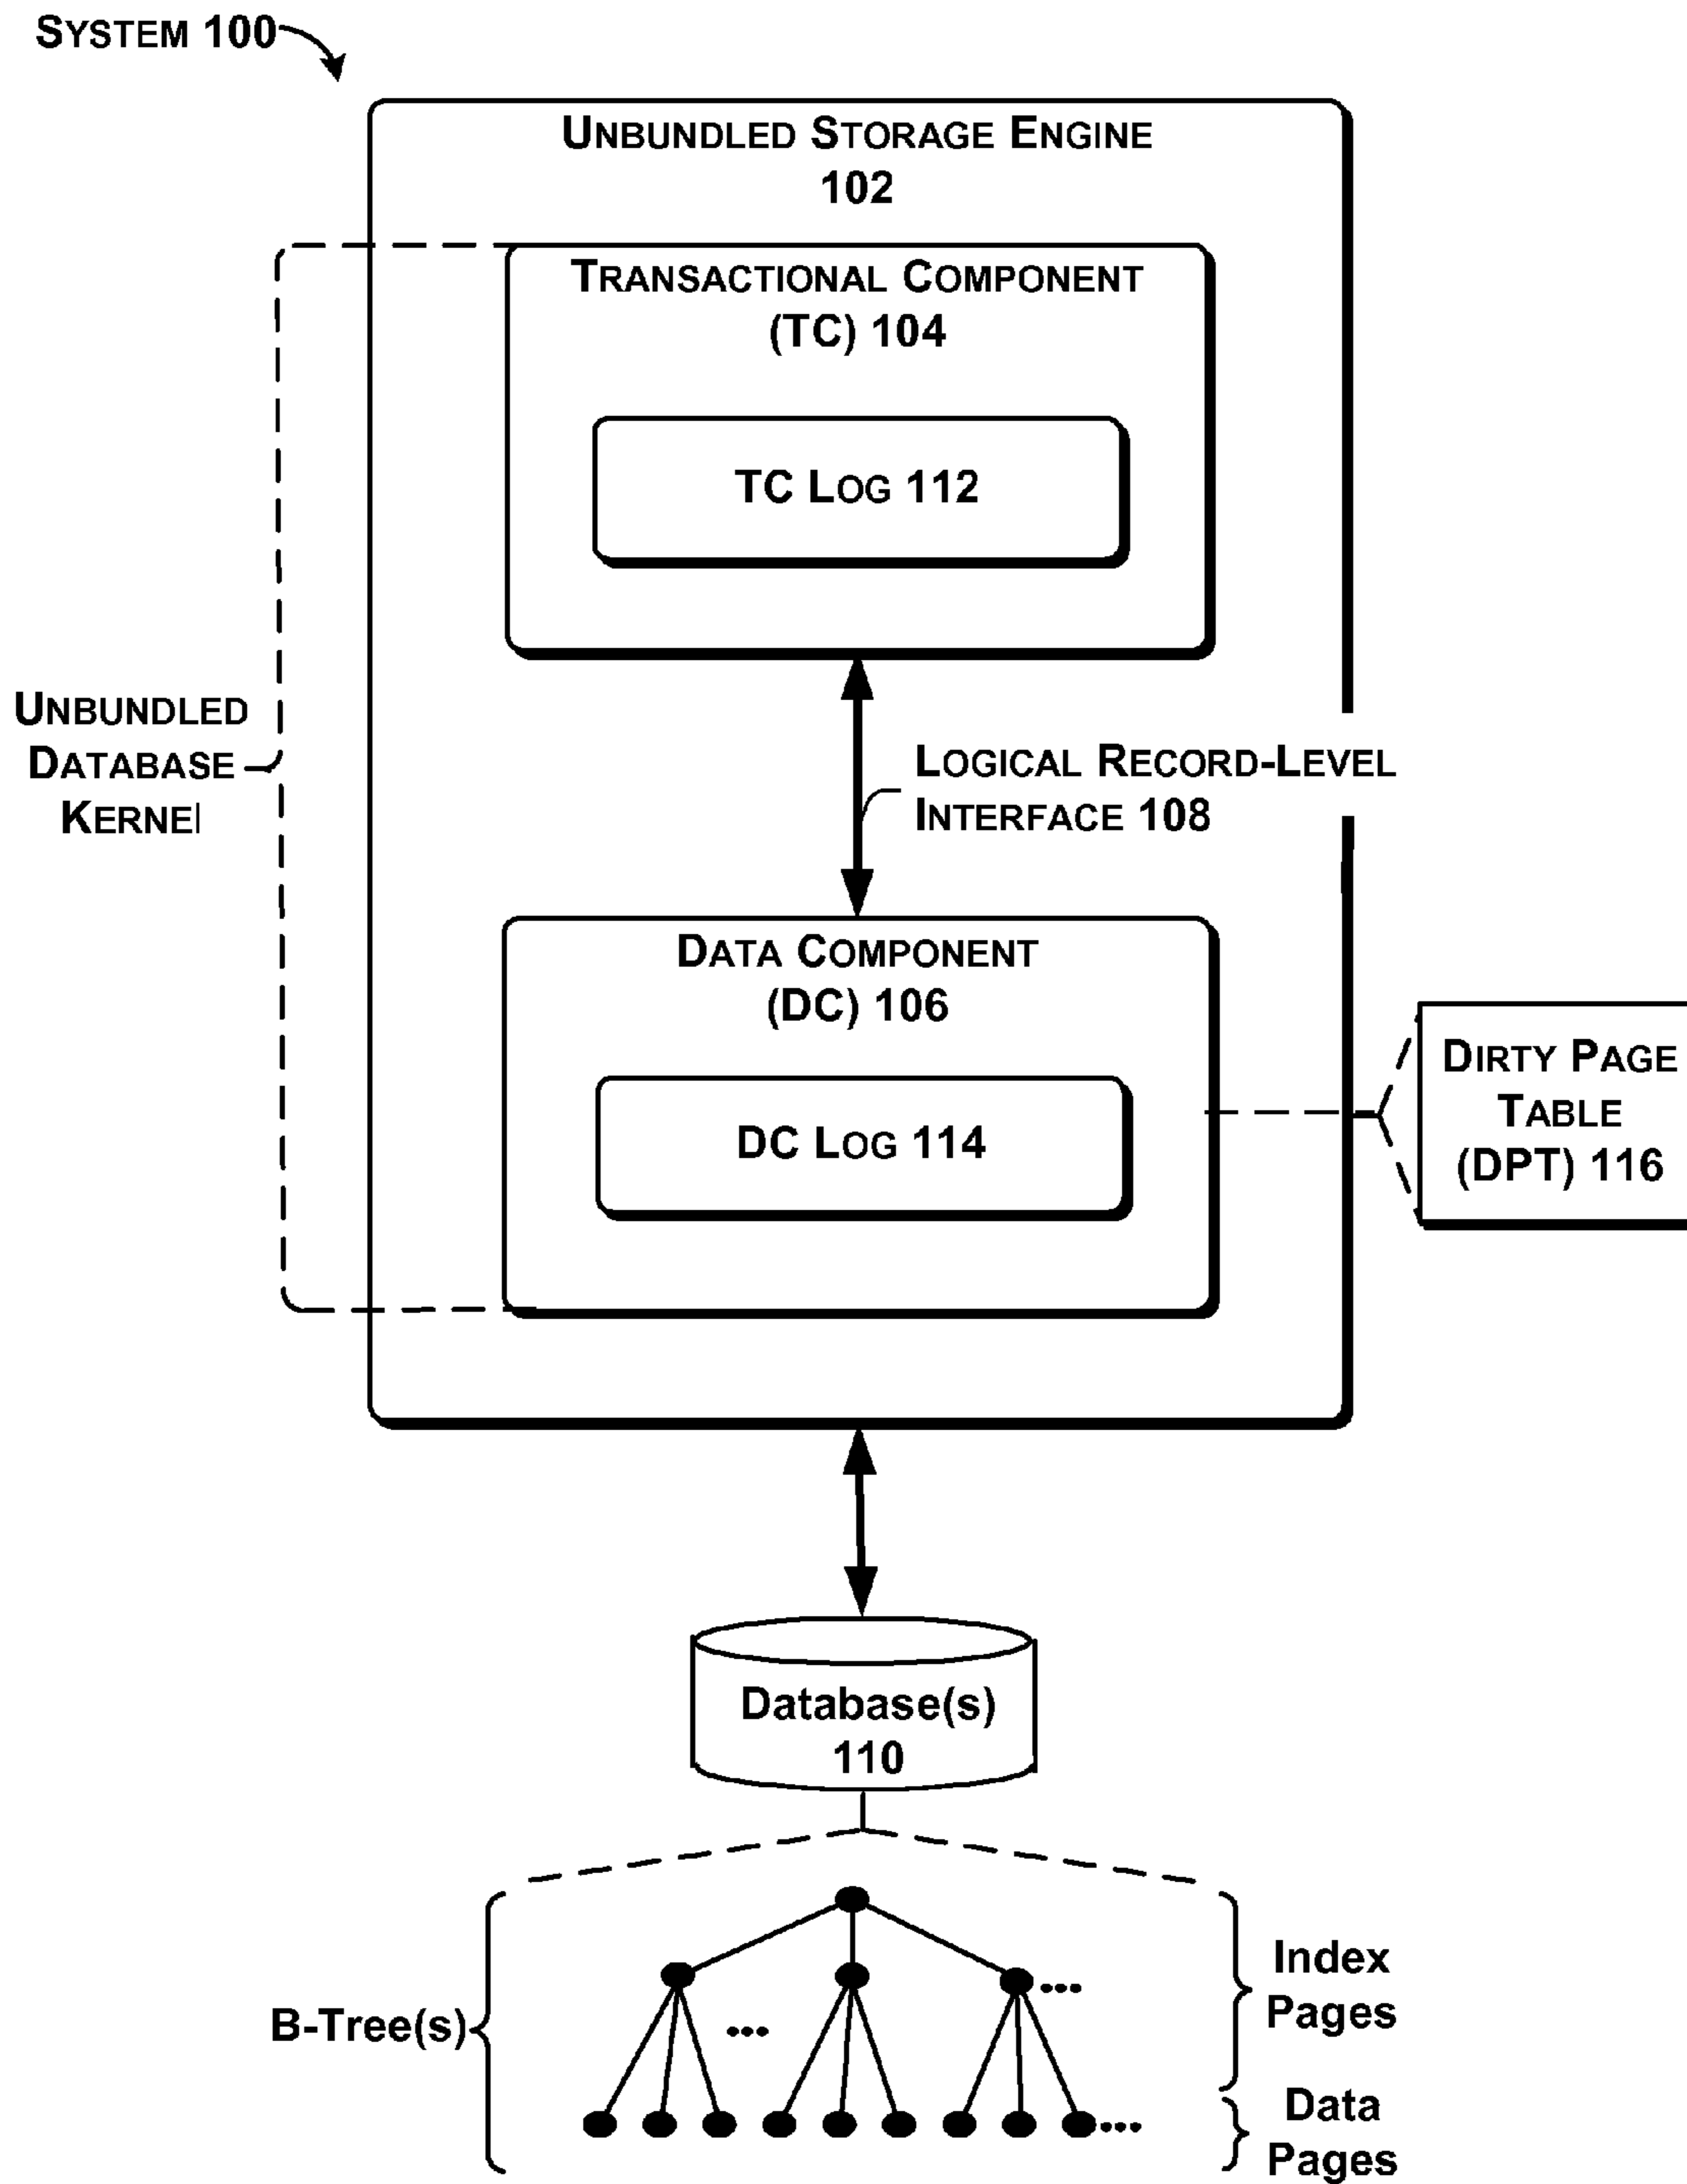 SYSTEM 100
UNBUNDLED STORAGE ENGINE
102
TRANSACTIONAL COMPONENT
(TC) 104
TC LOG 112
UNBUNDLED
DATABASE
KERNEl
LOGICAL RECORD-LEVEL
INTERFACE 108
DATA COMPONENT
(DC) 106
DC LOG 114
DIRTY PAGE
TABLE
(DPT) 116
Database(s)
110
B-Tree(s)
...
...
Index
Pages
...
Data
Pages